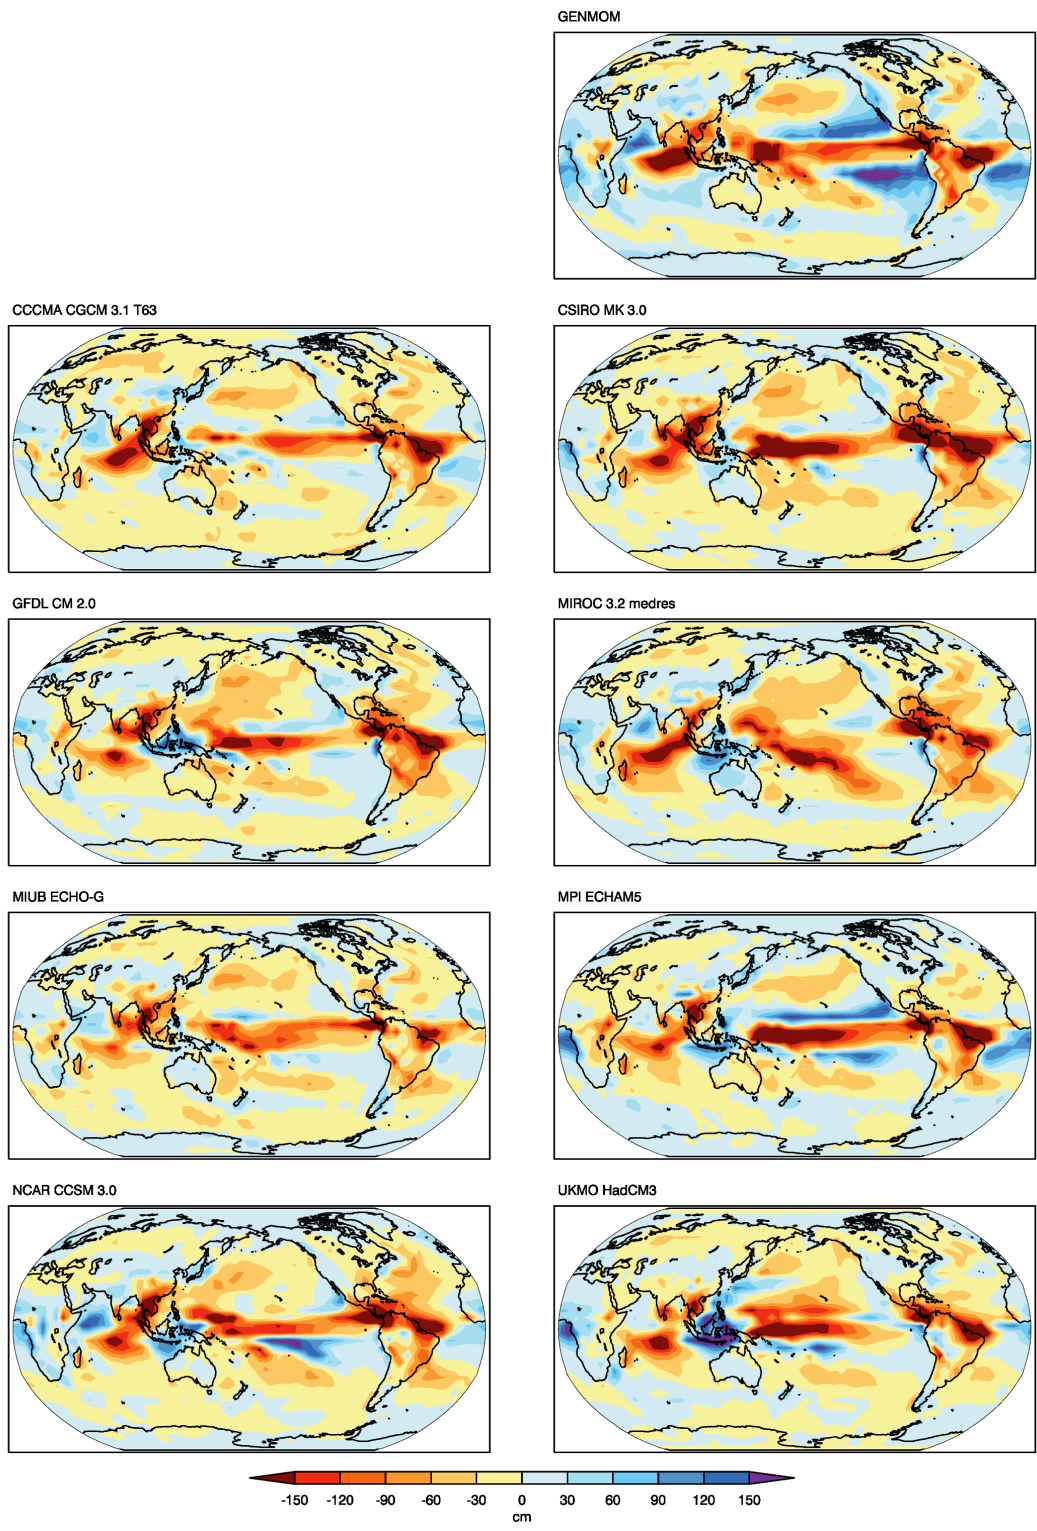 GENMOM
CCCMA CGCM 3.1 T63
CSIRO MK 3.0
GFDL CM 2.0
MIROC 3.2 medres
MIUB ECHO-G
MPI ECHAM5
NCAR CCSM 3.0
UKMO HadCM3
-150 -120 -90 -60 -30 0 30 60 90 120 150
cm